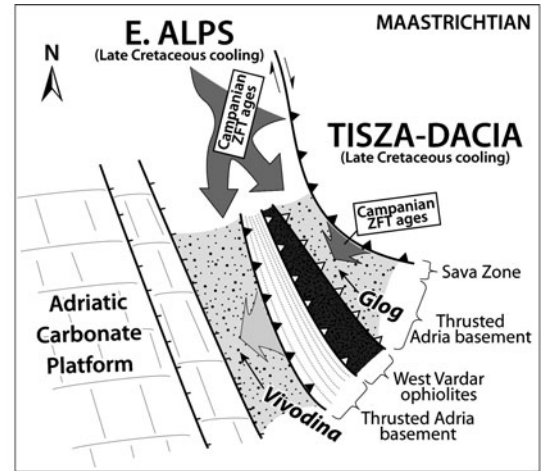 MAASTRICHTIAN
E. ALPS
(Late Cretaceous cooling)
N
Campanian
ZFT ages
TISZA-DACIA
(Late Cretaceous cooling)
Campanian
ZFT ages
Sava Zone
Glog
Adriatic
Carbonate
Platform
Thrusted
Adria basement
West Vardar
ophiolites
Vivodina
Thrusted Adria
basement